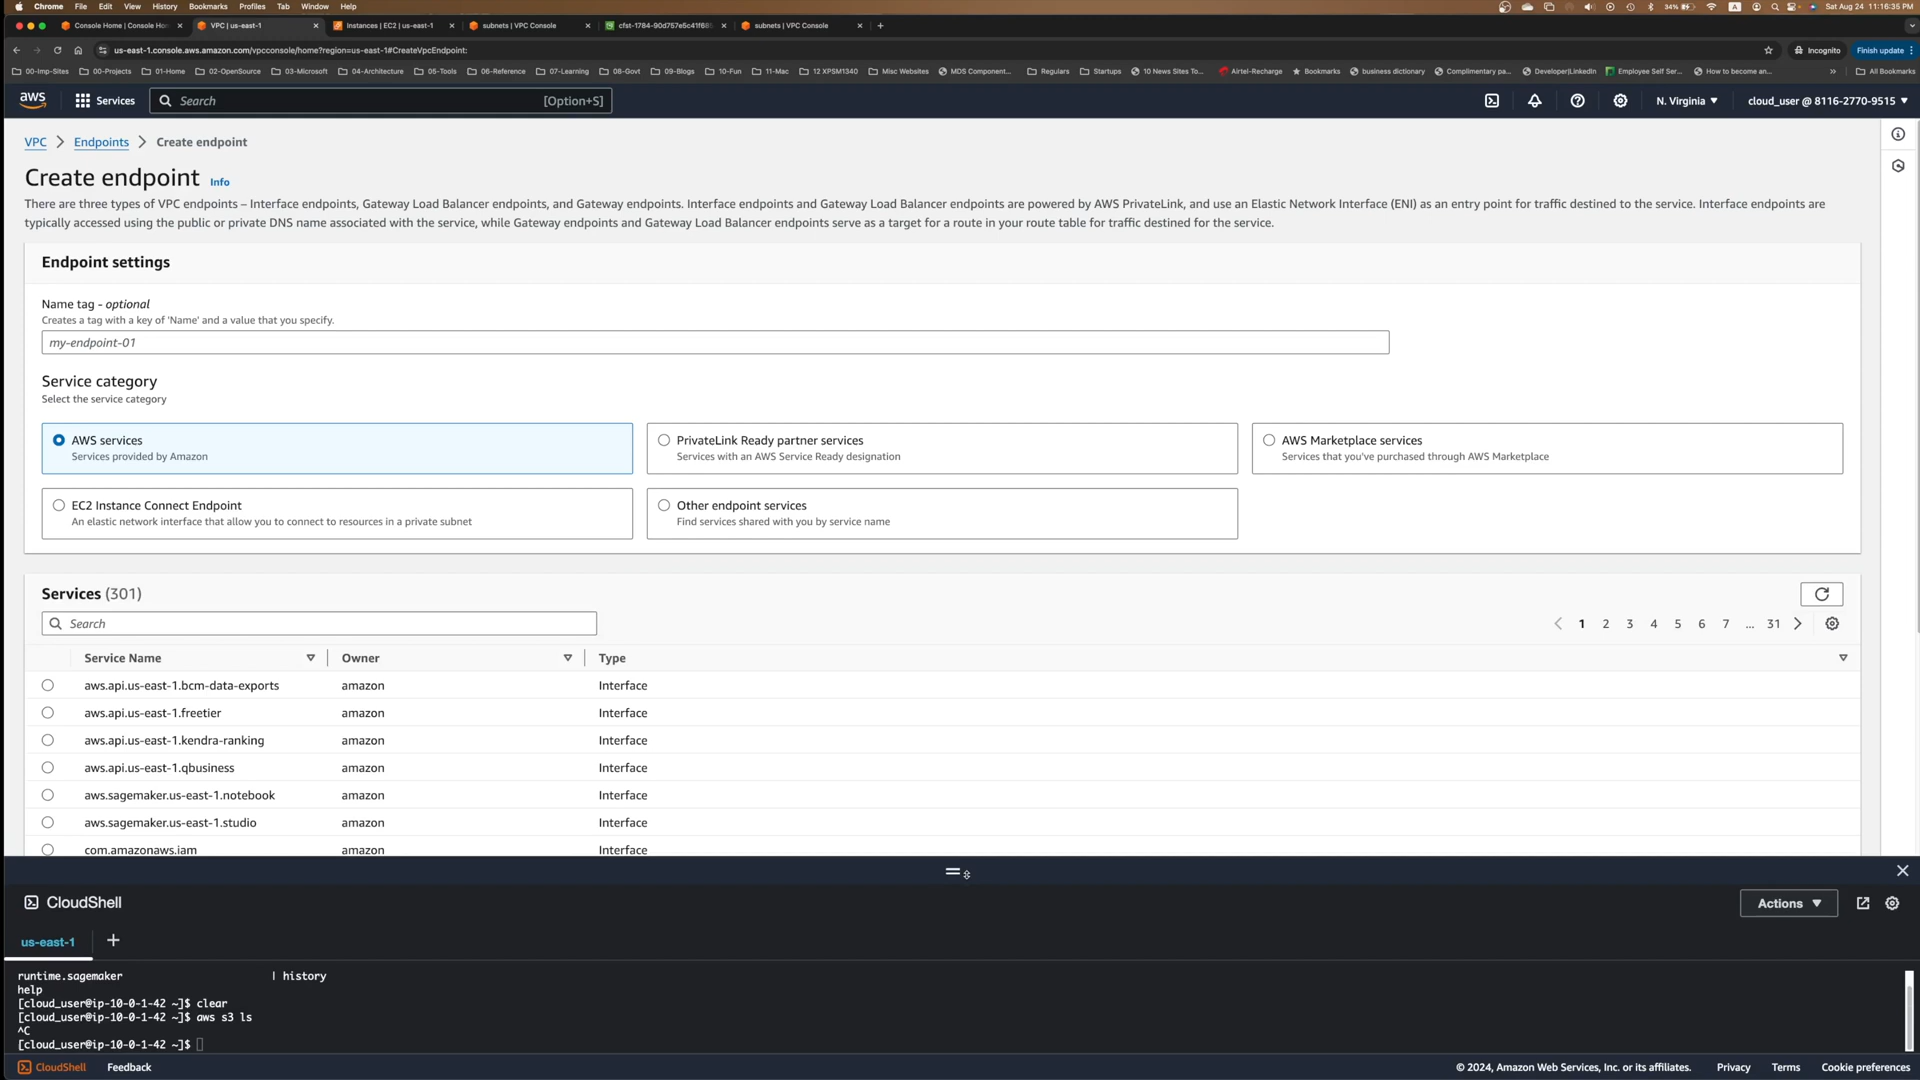 Chrome File Edit View History Bookmarks Profiles Tab Window Help
34% A Sat Aug 24 11:16:35 PM
Console Home | Console Hom × VPC | us-east-1 × Instances | EC2 | us-east-1 × subnets | VPC Console × cfst-1784-90d757e5c41f68 × subnets | VPC Console × +
us-east-1.console.aws.amazon.com/vpcconsole/home?region=us-east-1#CreateVpcEndpoint: Incognito Finish update
00-Imp-Sites 00-Projects 01-Home 02-OpenSource 03-Microsoft 04-Architecture 05-Tools 06-Reference 07-Learning 08-Govt 09-Blogs 10-Fun 11-Mac 12 XPSM1340 Misc Websites MDS Component... Regulars Startups 10 News Sites To... Airtel-Recharge Bookmarks business dictionary Complimentary pa... Developer|LinkedIn Employee Self Ser... How to become an... » All Bookmarks
aws Services Search [Option+S] N. Virginia ▼ cloud_user @ 8116-2770-9515 ▼
VPC > Endpoints > Create endpoint
Create endpoint Info
There are three types of VPC endpoints – Interface endpoints, Gateway Load Balancer endpoints, and Gateway endpoints. Interface endpoints and Gateway Load Balancer endpoints are powered by AWS PrivateLink, and use an Elastic Network Interface (ENI) as an entry point for traffic destined to the service. Interface endpoints are
typically accessed using the public or private DNS name associated with the service, while Gateway endpoints and Gateway Load Balancer endpoints serve as a target for a route in your route table for traffic destined for the service.
Endpoint settings
Name tag - optional
Creates a tag with a key of 'Name' and a value that you specify.
my-endpoint-01
Service category
Select the service category
AWS services
Services provided by Amazon
PrivateLink Ready partner services
Services with an AWS Service Ready designation
AWS Marketplace services
Services that you've purchased through AWS Marketplace
EC2 Instance Connect Endpoint
An elastic network interface that allow you to connect to resources in a private subnet
Other endpoint services
Find services shared with you by service name
Services (301)
Search
< 1 2 3 4 5 6 7 ... 31 >
Service Name Owner Type
aws.api.us-east-1.bcm-data-exports amazon Interface
aws.api.us-east-1.freetier amazon Interface
aws.api.us-east-1.kendra-ranking amazon Interface
aws.api.us-east-1.qbusiness amazon Interface
aws.sagemaker.us-east-1.notebook amazon Interface
aws.sagemaker.us-east-1.studio amazon Interface
com.amazonaws.iam amazon Interface
CloudShell
Actions ▼
us-east-1 +
runtime.sagemaker | history
help
[cloud_user@ip-10-0-1-42 ~]$ clear
[cloud_user@ip-10-0-1-42 ~]$ aws s3 ls
^C
[cloud_user@ip-10-0-1-42 ~]$
CloudShell Feedback
© 2024, Amazon Web Services, Inc. or its affiliates. Privacy Terms Cookie preferences